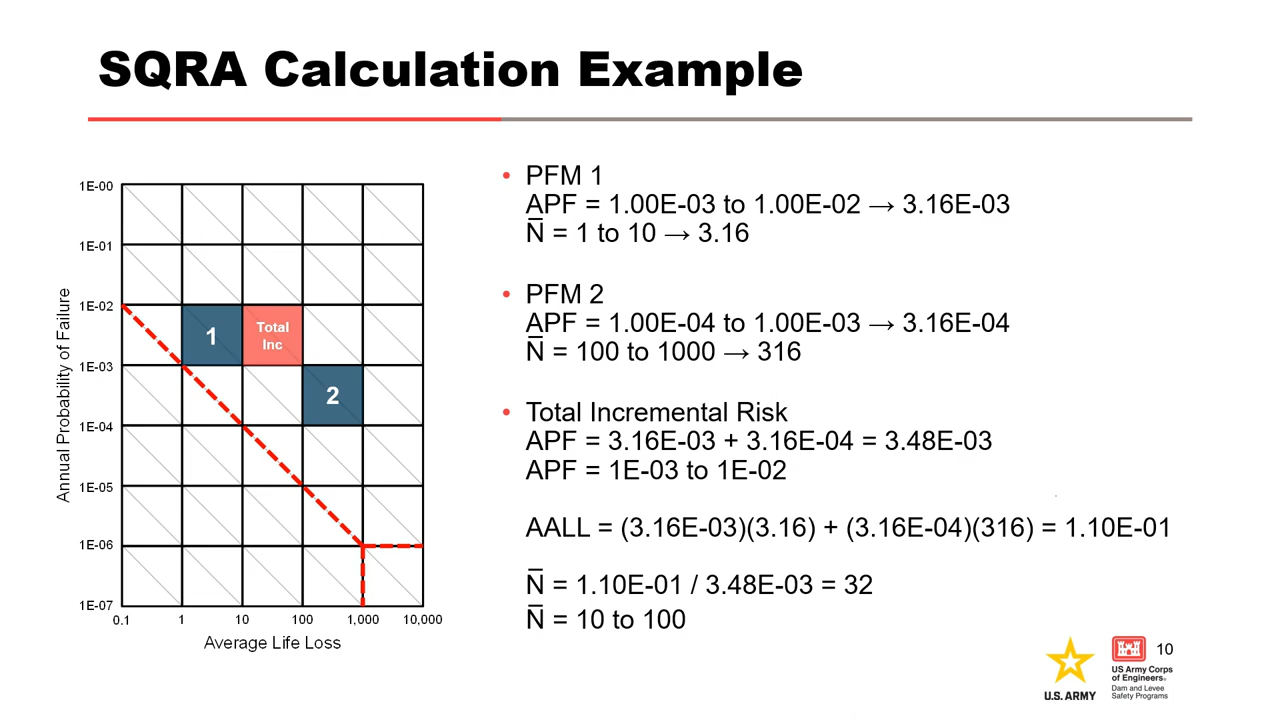 SQRA Calculation Example
1E-00
1E-01
1E-02
1E-03
1E-04
1E-05
1E-06
1E-07
0.1 1 10 100 1,000 10,000
Annual Probability of Failure
Average Life Loss
1
Total
Inc
2
• PFM 1
APF = 1.00E-03 to 1.00E-02 → 3.16E-03
N̅ = 1 to 10 → 3.16
• PFM 2
APF = 1.00E-04 to 1.00E-03 → 3.16E-04
N̅ = 100 to 1000 → 316
• Total Incremental Risk
APF = 3.16E-03 + 3.16E-04 = 3.48E-03
APF = 1E-03 to 1E-02
AALL = (3.16E-03)(3.16) + (3.16E-04)(316) = 1.10E-01
N̅ = 1.10E-01 / 3.48E-03 = 32
N̅ = 10 to 100
U.S. ARMY
US Army Corps
of Engineers®
Dam and Levee
Safety Programs
10